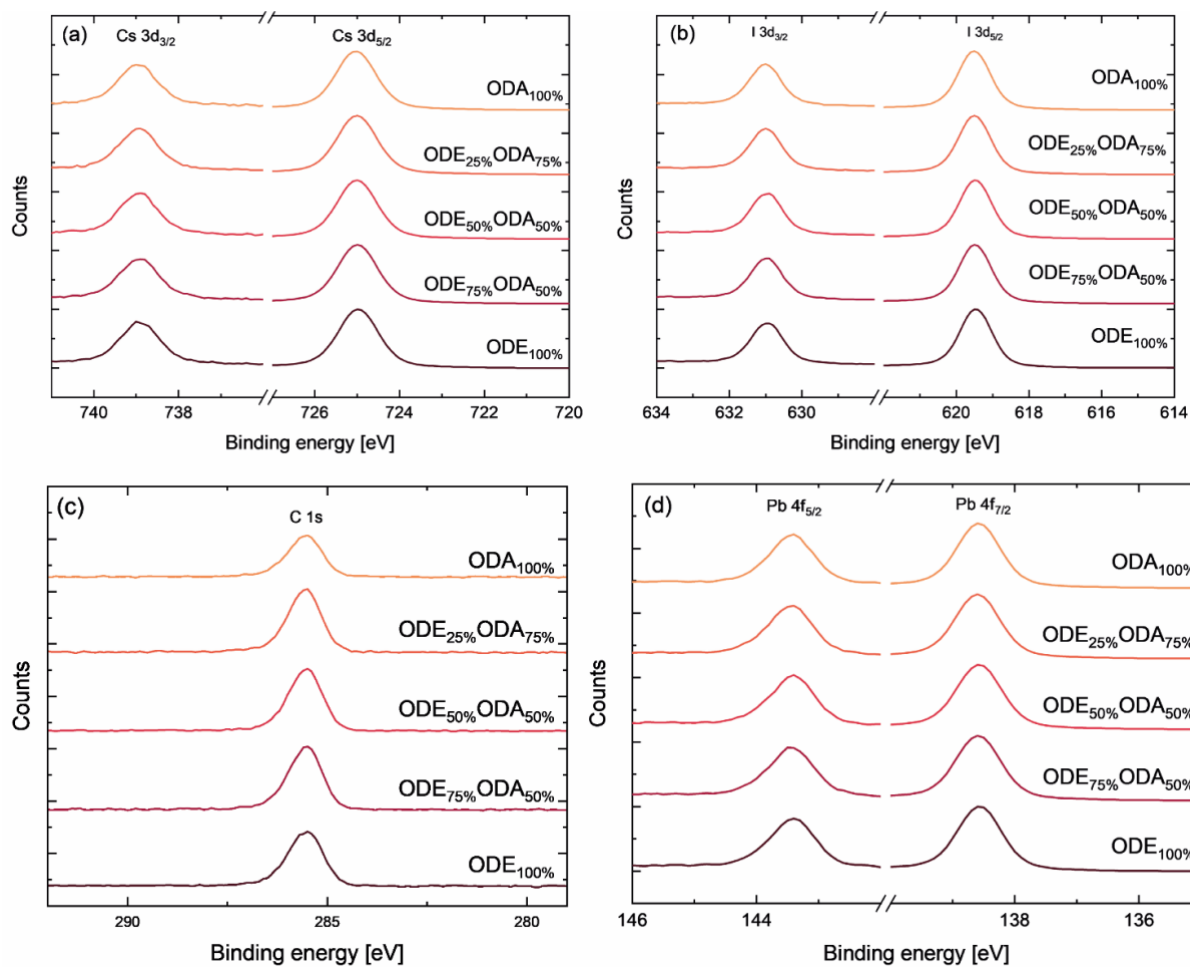 (a)
Cs 3d3/2
Cs 3d5/2
ODA100%
ODE25%ODA75%
ODE50%ODA50%
ODE75%ODA50%
ODE100%
Counts
740
738
726
724
722
720
Binding energy [eV]
(b)
I 3d3/2
I 3d5/2
ODA100%
ODE25%ODA75%
ODE50%ODA50%
ODE75%ODA50%
ODE100%
Counts
634
632
630
620
618
616
614
Binding energy [eV]
(c)
C 1s
ODA100%
ODE25%ODA75%
ODE50%ODA50%
ODE75%ODA50%
ODE100%
Counts
290
285
280
Binding energy [eV]
(d)
Pb 4f5/2
Pb 4f7/2
ODA100%
ODE25%ODA75%
ODE50%ODA50%
ODE75%ODA50%
ODE100%
Counts
146
144
138
136
Binding energy [eV]